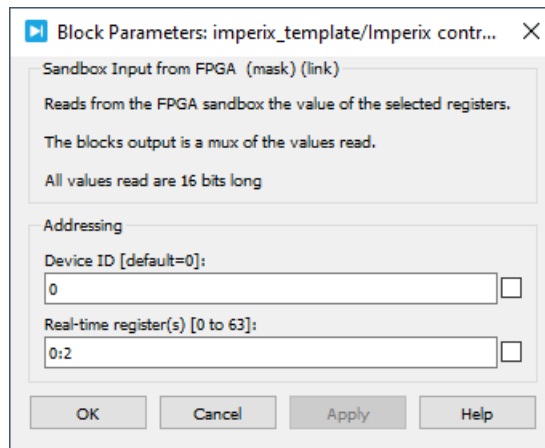 Block Parameters: imperix_template/Imperix contr...
Sandbox Input from FPGA (mask) (link)
Reads from the FPGA sandbox the value of the selected registers.
The blocks output is a mux of the values read.
All values read are 16 bits long
Addressing
Device ID [default=0]:
0
Real-time register(s) [0 to 63]:
0:2
OK Cancel Apply Help